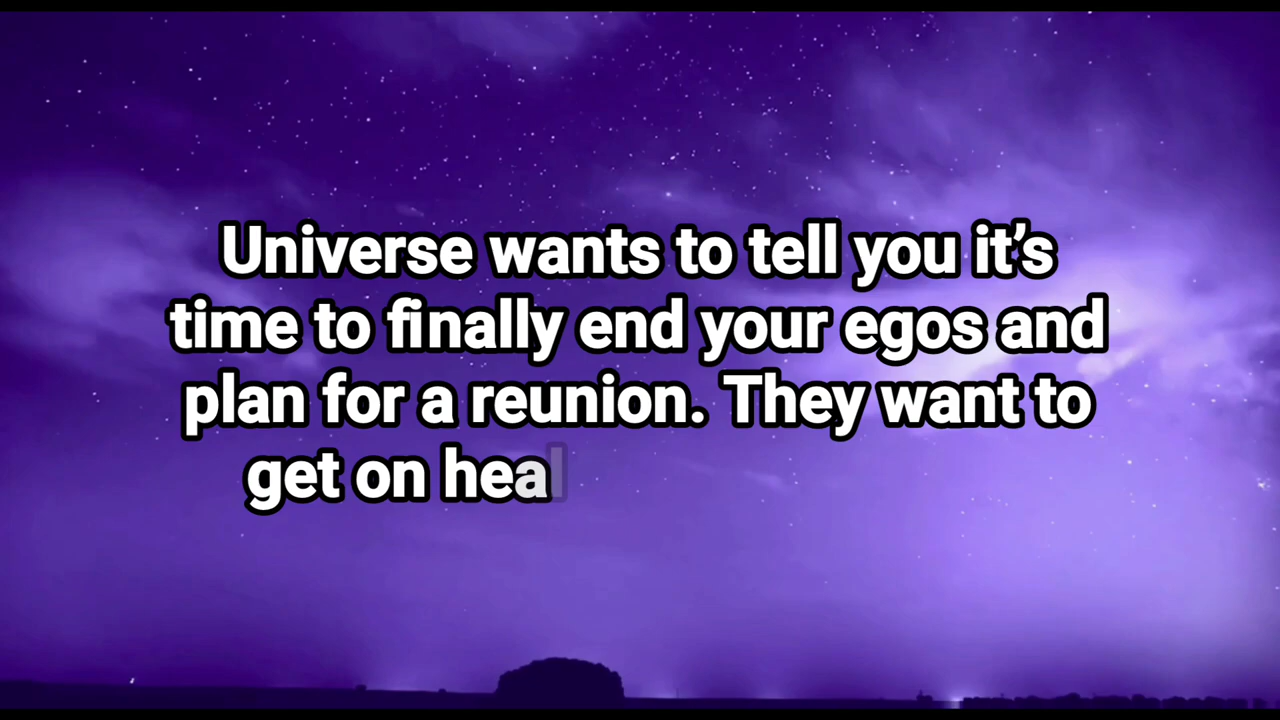 Universe wants to tell you it’s
time to finally end your egos and
plan for a reunion. They want to
get on heal